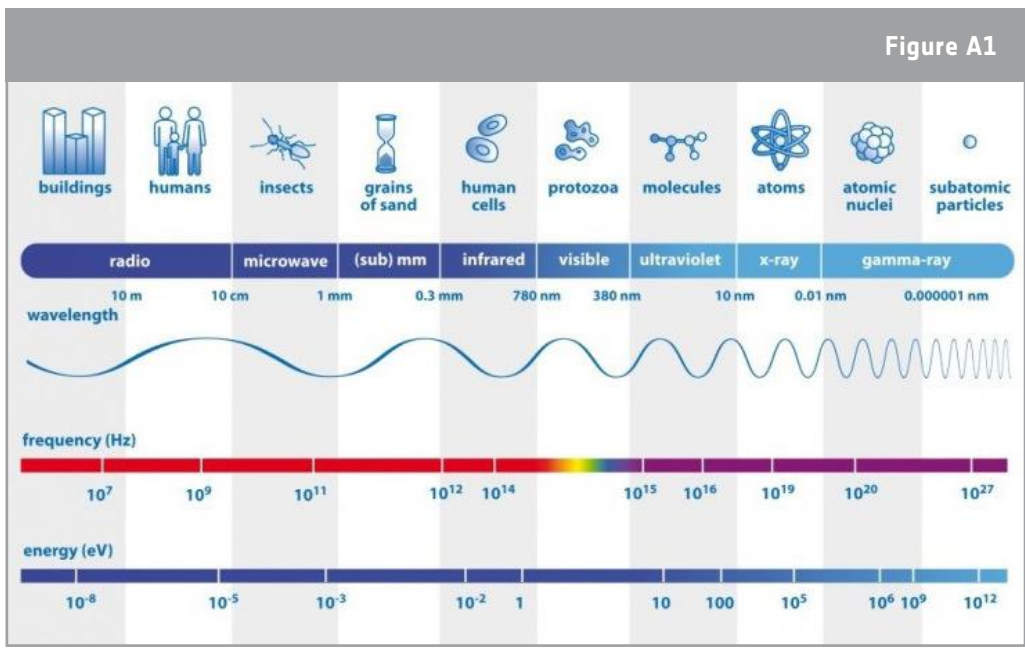 Figure A1
buildings humans insects grains of sand human cells protozoa molecules atoms atomic nuclei subatomic particles
radio microwave (sub) mm infrared visible ultraviolet x-ray gamma-ray
10 m 10 cm 1 mm 0.3 mm 780 nm 380 nm 10 nm 0.01 nm 0.000001 nm
wavelength
frequency (Hz)
10⁷ 10⁹ 10¹¹ 10¹² 10¹⁴ 10¹⁵ 10¹⁶ 10¹⁹ 10²⁰ 10²⁷
energy (eV)
10⁻⁸ 10⁻⁵ 10⁻³ 10⁻² 1 10 100 10⁵ 10⁶ 10⁹ 10¹²